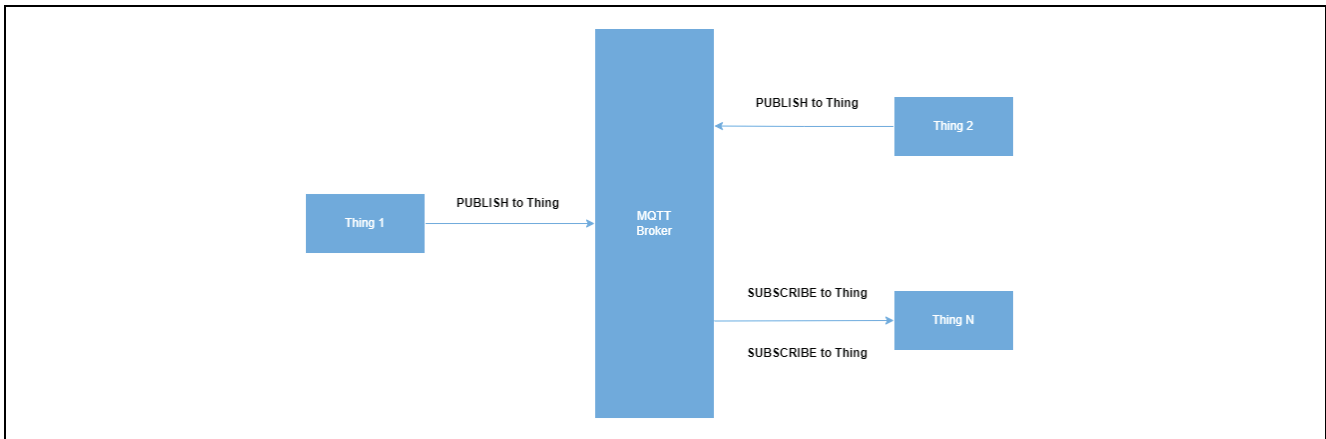 PUBLISH to Thing
Thing 2
PUBLISH to Thing
Thing 1
MQTT
Broker
SUBSCRIBE to Thing
Thing N
SUBSCRIBE to Thing